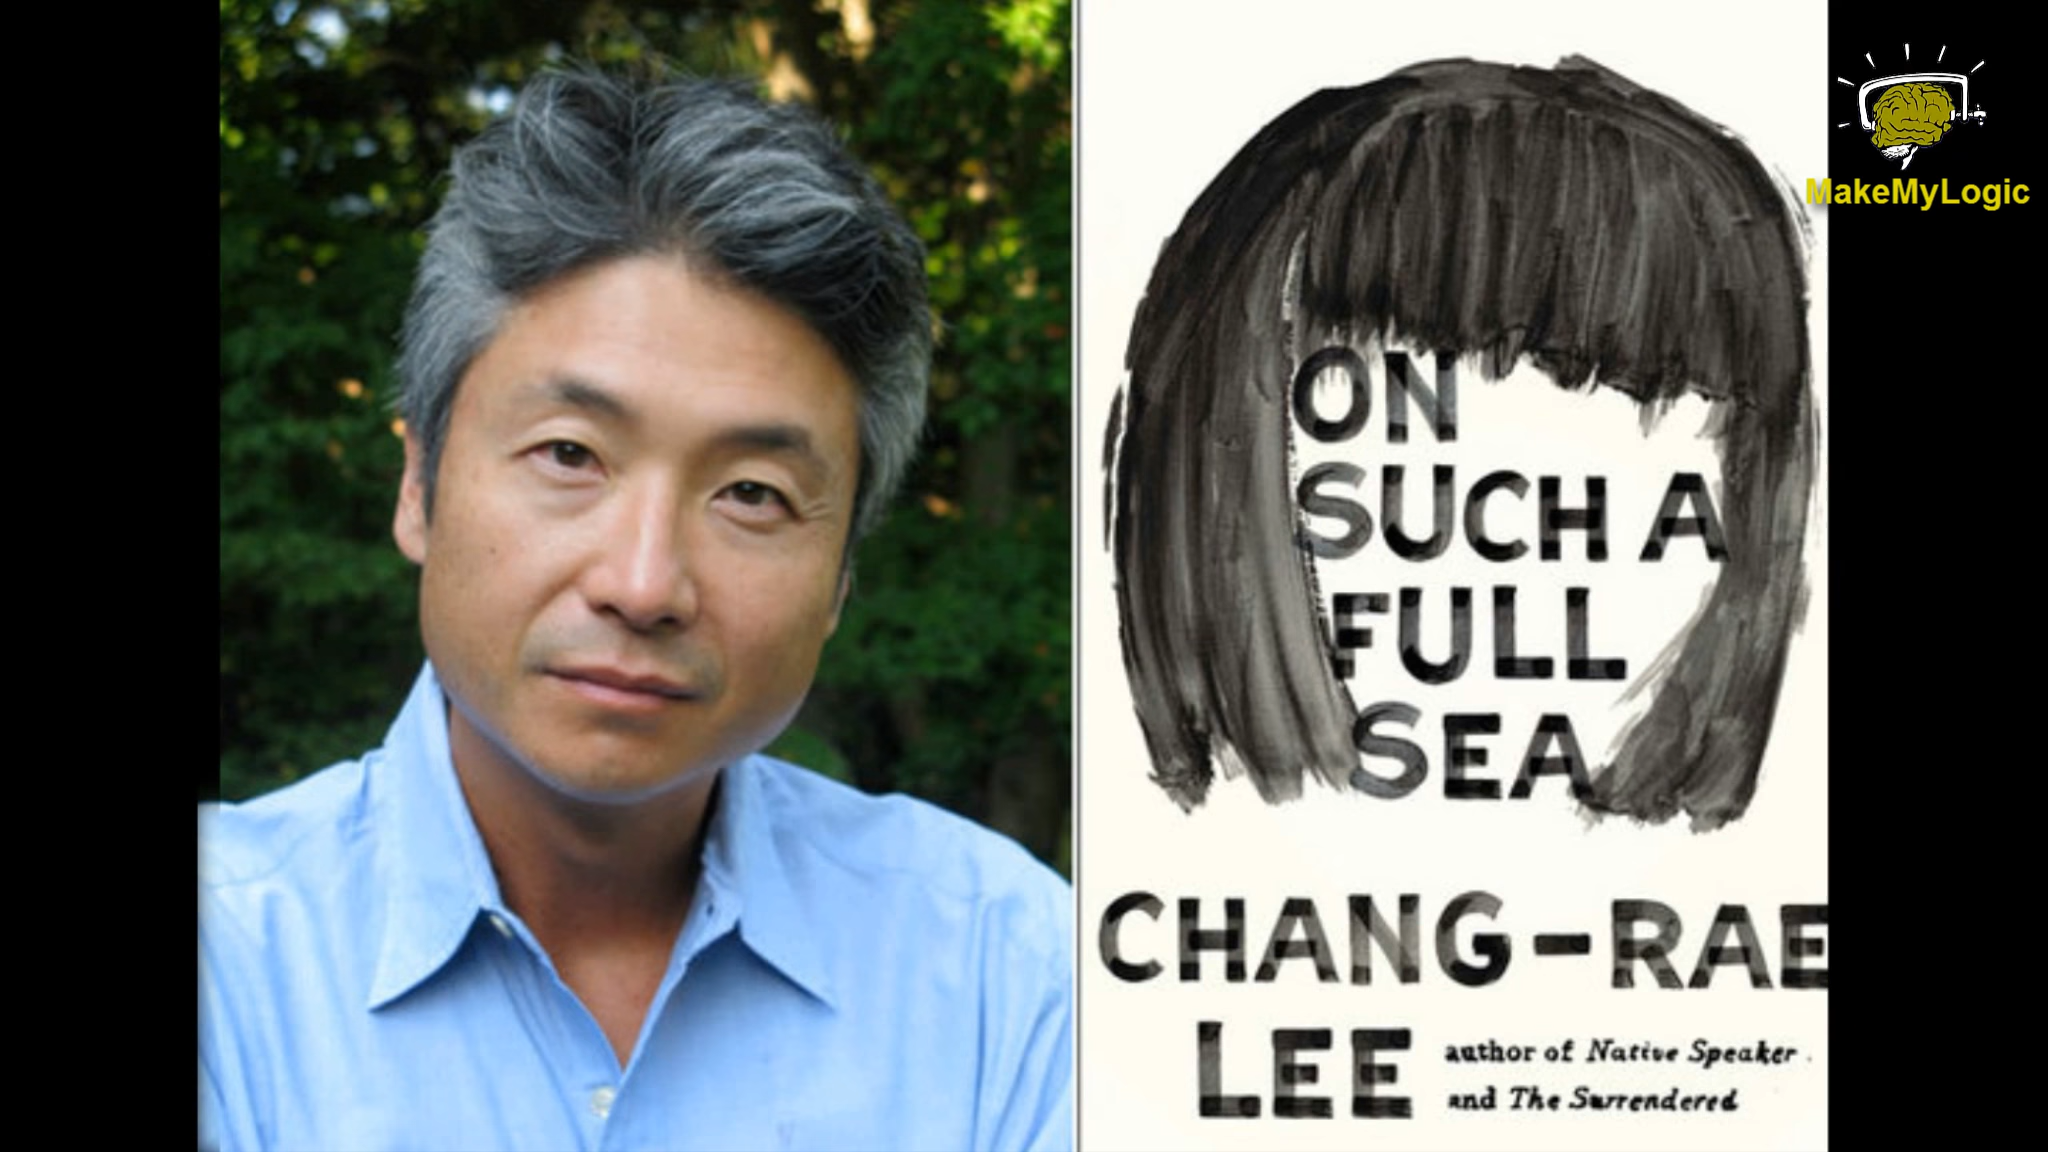 MakeMyLogic
ON
SUCH A
FULL
SEA
CHANG-RAE
LEE
author of Native Speaker
and The Surrendered